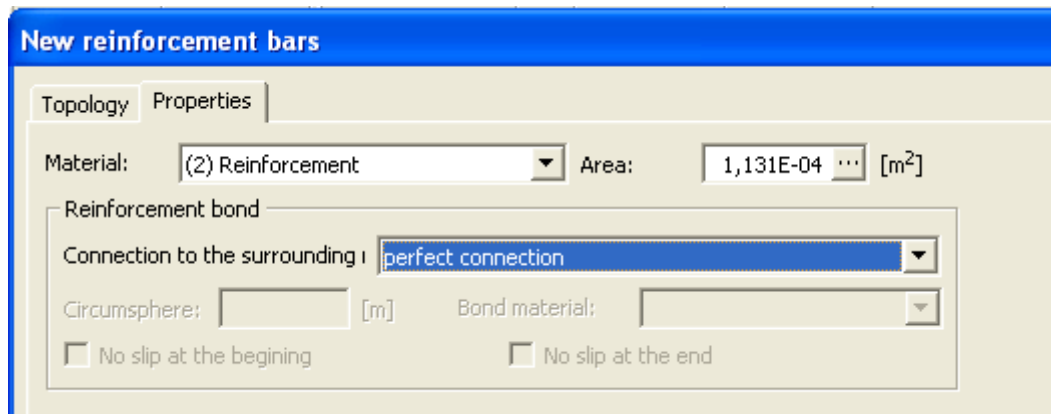 New reinforcement bars
Topology Properties
Material: (2) Reinforcement Area: 1,131E-04 ... [m²]
Reinforcement bond
Connection to the surrounding perfect connection
Circumsphere: [m] Bond material:
No slip at the begining No slip at the end